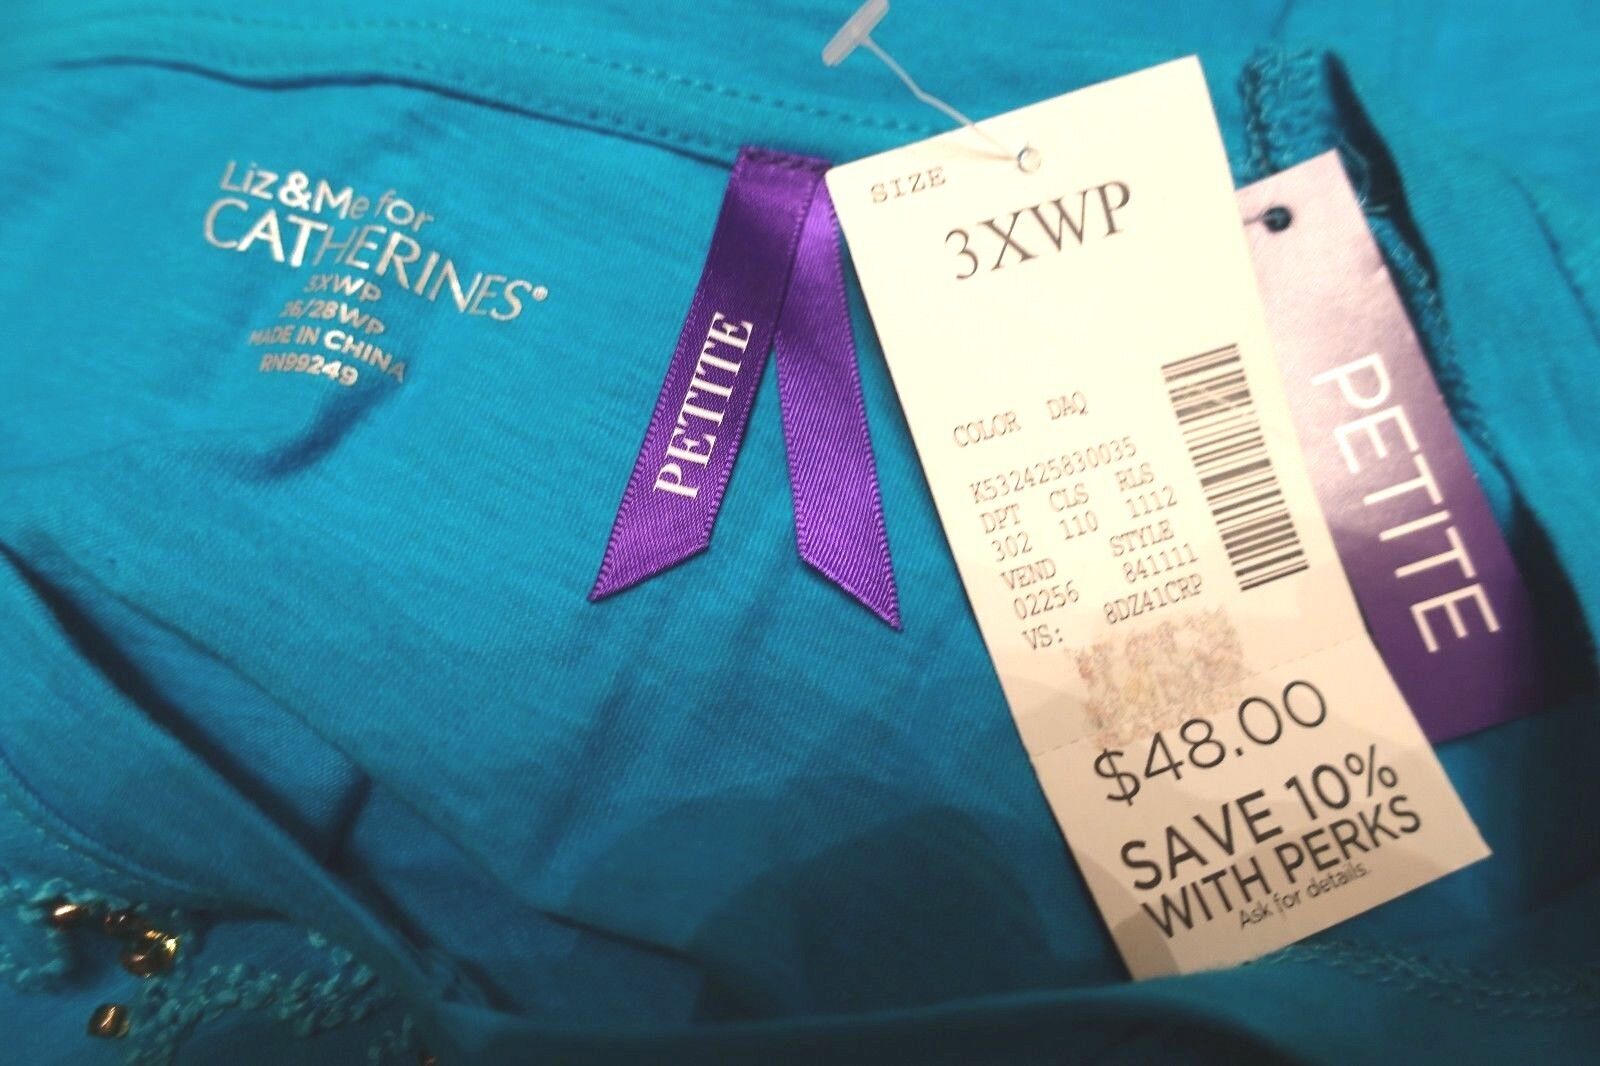 Liz&Me for
CATHERINES®
3XWP
26/28WP
MADE IN CHINA
RN99249
PETITE
SIZE
3XWP
COLOR DAQ
K532425830035
DPT CLS RLS
302 110 1112
VEND STYLE
02256 841111
VS: 8DZ41CRP
$48.00
SAVE 10%
WITH PERKS
Ask for details.
PETITE